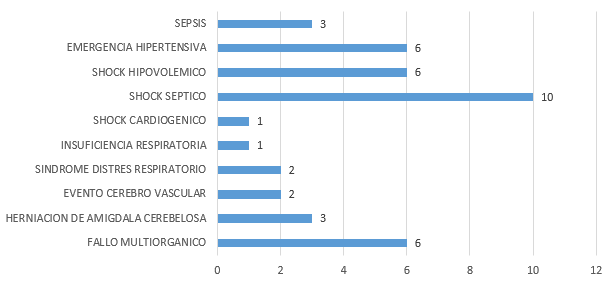 SEPSIS 3
EMERGENCIA HIPERTENSIVA 6
SHOCK HIPOVOLEMICO 6
SHOCK SEPTICO 10
SHOCK CARDIOGENICO 1
INSUFICIENCIA RESPIRATORIA 1
SINDROME DISTRES RESPIRATORIO 2
EVENTO CEREBRO VASCULAR 2
HERNIACION DE AMIGDALA CEREBELOSA 3
FALLO MULTIORGANICO 6
0 2 4 6 8 10 12